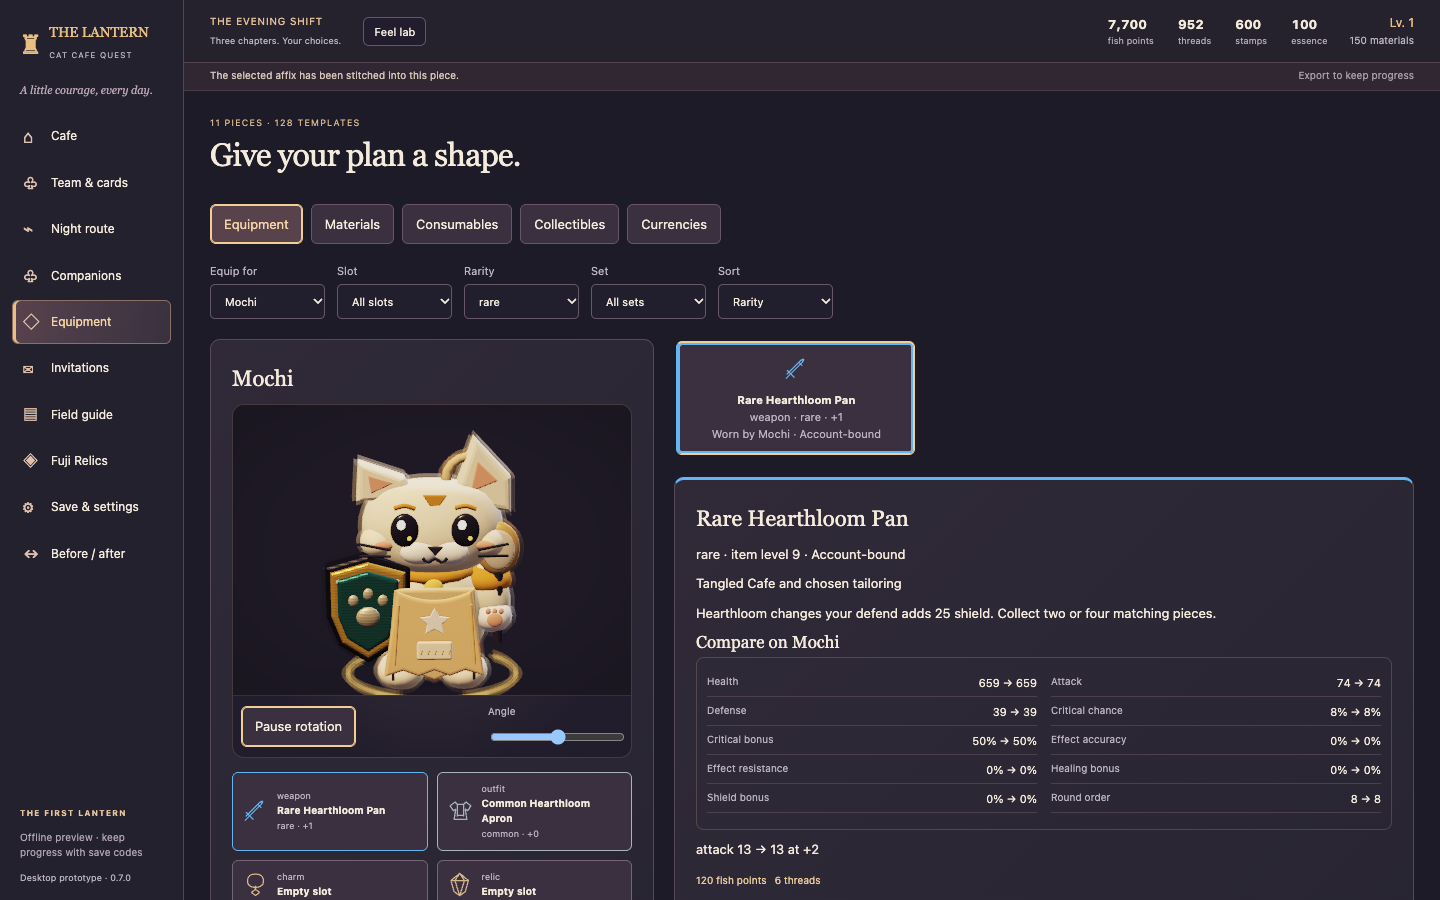 THE LANTERN
CAT CAFE QUEST
A little courage, every day.
Cafe
Team & cards
Night route
Companions
Equipment
Invitations
Field guide
Fuji Relics
Save & settings
Before / after
THE FIRST LANTERN
Offline preview · keep
progress with save codes
Desktop prototype · 0.7.0
THE EVENING SHIFT
Three chapters. Your choices.
Feel lab
7,700
fish points
952
threads
600
stamps
100
essence
Lv. 1
150 materials
The selected affix has been stitched into this piece.
Export to keep progress
11 PIECES · 128 TEMPLATES
Give your plan a shape.
Equipment
Materials
Consumables
Collectibles
Currencies
Equip for
Slot
Rarity
Set
Sort
Mochi
All slots
rare
All sets
Rarity
Mochi
Pause rotation
Angle
weapon
Rare Hearthloom Pan
rare · +1
outfit
Common Hearthloom
Apron
common · +0
charm
Empty slot
relic
Empty slot
Rare Hearthloom Pan
weapon · rare · +1
Worn by Mochi · Account-bound
Rare Hearthloom Pan
rare · item level 9 · Account-bound
Tangled Cafe and chosen tailoring
Hearthloom changes your defend adds 25 shield. Collect two or four matching pieces.
Compare on Mochi
Health 659 → 659
Attack 74 → 74
Defense 39 → 39
Critical chance 8% → 8%
Critical bonus 50% → 50%
Effect accuracy 0% → 0%
Effect resistance 0% → 0%
Healing bonus 0% → 0%
Shield bonus 0% → 0%
Round order 8 → 8
attack 13 → 13 at +2
120 fish points 6 threads